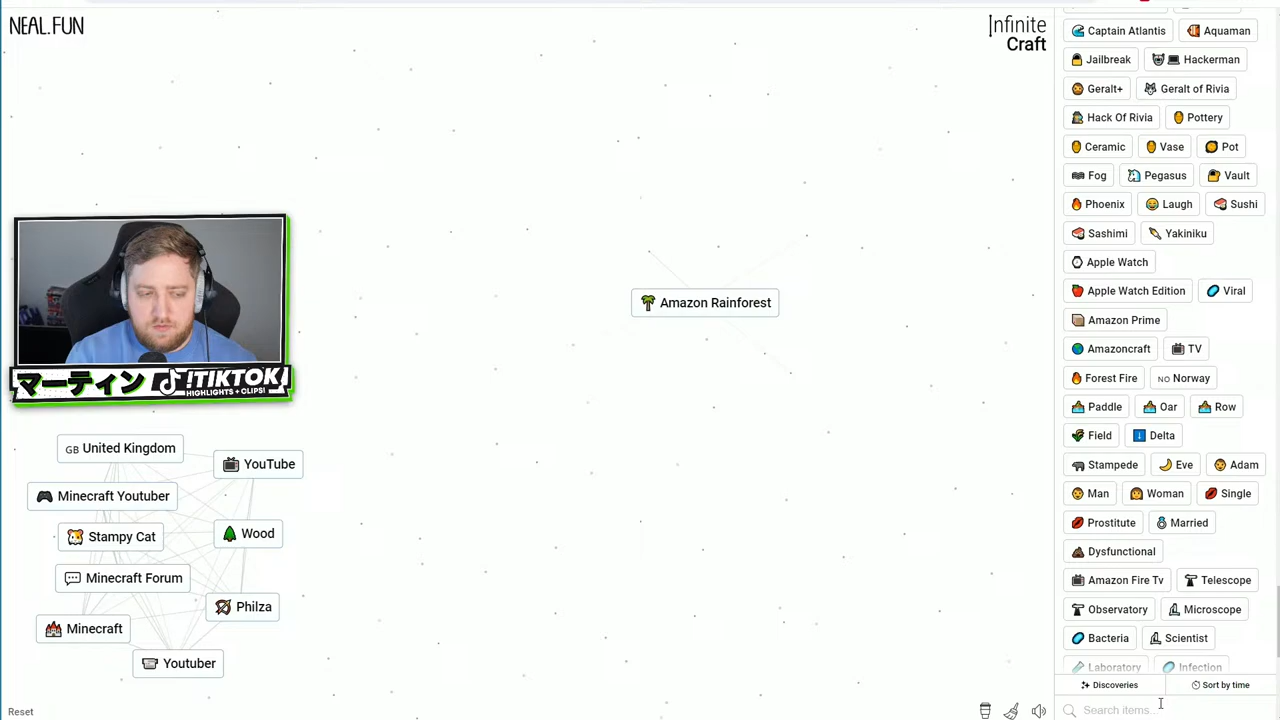 NEAL.FUN
Infinite
Craft
Captain Atlantis
Aquaman
Jailbreak
Hackerman
Geralt+
Geralt of Rivia
Hack Of Rivia
Pottery
Ceramic
Vase
Pot
Fog
Pegasus
Vault
Phoenix
Laugh
Sushi
Sashimi
Yakiniku
Apple Watch
Apple Watch Edition
Viral
Amazon Prime
Amazoncraft
TV
Forest Fire
NO Norway
Paddle
Oar
Row
Field
Delta
Stampede
Eve
Adam
Man
Woman
Single
Prostitute
Married
Dysfunctional
Amazon Fire Tv
Telescope
Observatory
Microscope
Bacteria
Scientist
Laboratory
Infection
Discoveries
Sort by time
Search items...
Amazon Rainforest
マーティン
!TIKTOK
HIGHLIGHTS + CLIPS!
GB United Kingdom
YouTube
Minecraft Youtuber
Stampy Cat
Wood
Minecraft Forum
Philza
Minecraft
Youtuber
Reset